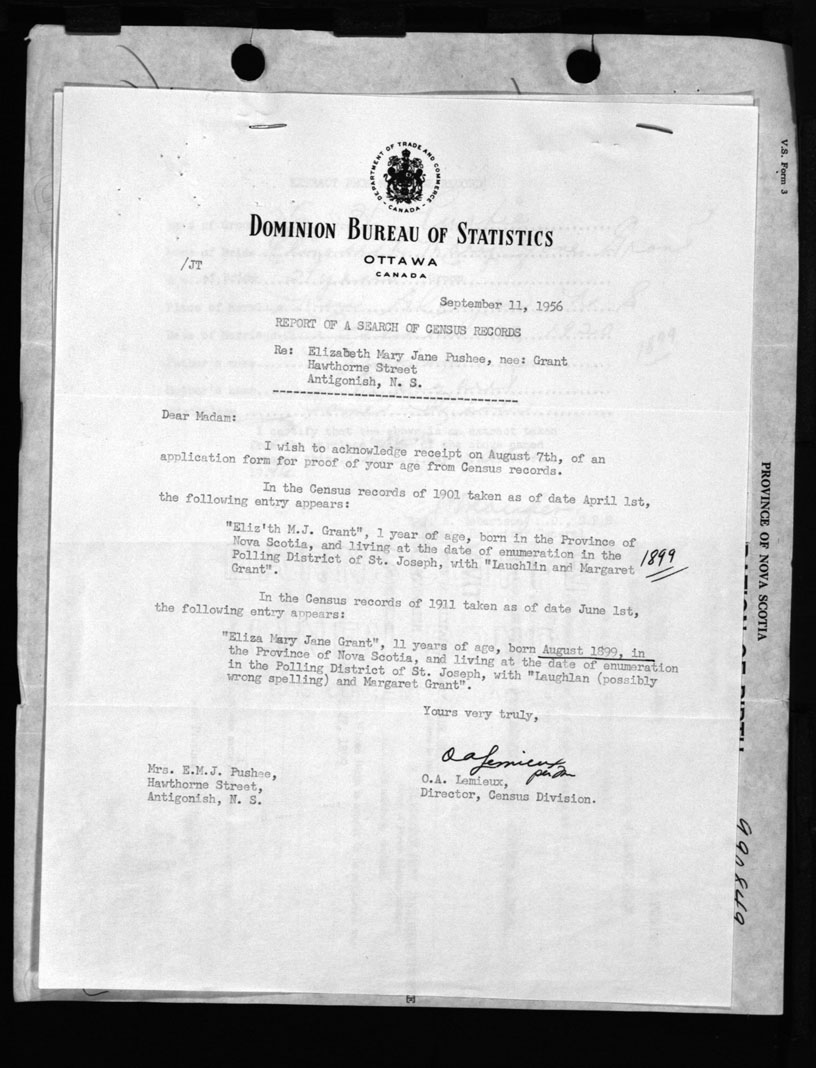 DEPARTMENT OF TRADE AND COMMERCE
- CANADA -
DOMINION BUREAU OF STATISTICS
/JT
OTTAWA
CANADA
September 11, 1956
REPORT OF A SEARCH OF CENSUS RECORDS
Re: Elizabeth Mary Jane Pushee, nee: Grant
Hawthorne Street
Antigonish, N. S.
Dear Madam:
I wish to acknowledge receipt on August 7th, of an
application form for proof of your age from Census records.
In the Census records of 1901 taken as of date April 1st,
the following entry appears:
"Eliz'th M.J. Grant", 1 year of age, born in the Province of
Nova Scotia, and living at the date of enumeration in the
Polling District of St. Joseph, with "Lauchlin and Margaret
Grant".
1899
In the Census records of 1911 taken as of date June 1st,
the following entry appears:
"Eliza Mary Jane Grant", 11 years of age, born August 1899, in
the Province of Nova Scotia, and living at the date of enumeration
in the Polling District of St. Joseph, with "Laughlan (possibly
wrong spelling) and Margaret Grant".
Yours very truly,
O A Lemieux
O.A. Lemieux,
Director, Census Division.
Mrs. E.M.J. Pushee,
Hawthorne Street,
Antigonish, N. S.
V.S. Form 3
PROVINCE OF NOVA SCOTIA
OF BIRTH